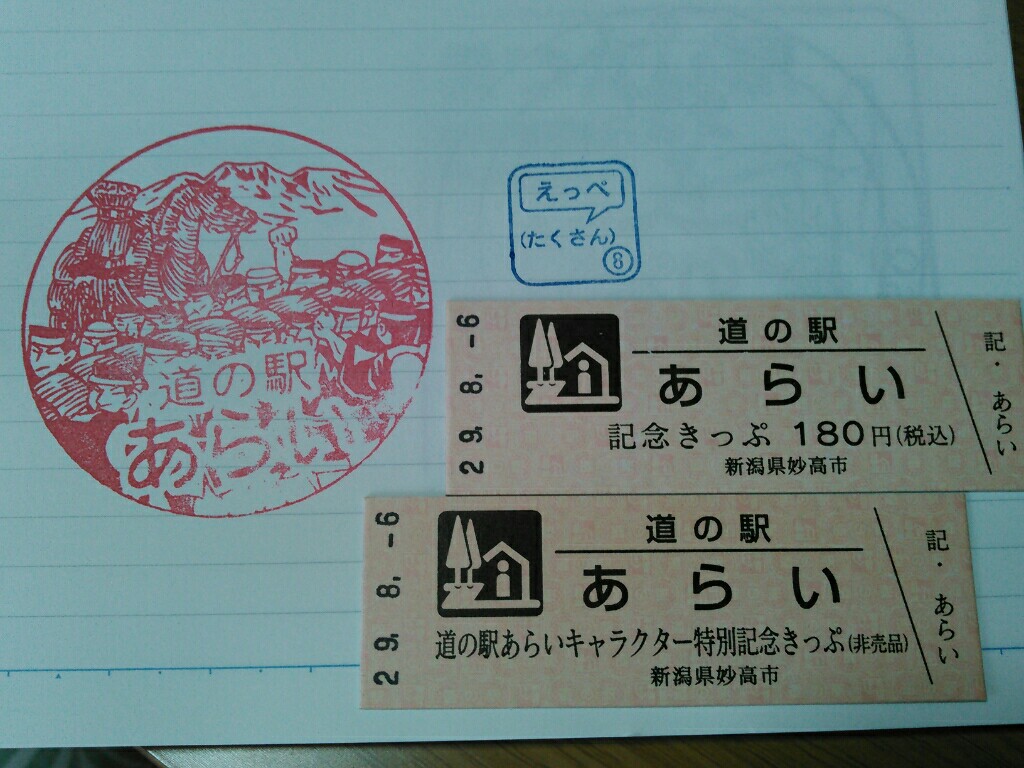 道の駅
あらい
えっぺ
(たくさん)
8
29. 8. -6
道の駅
あらい
記念きっぷ 180円(税込)
新潟県妙高市
記・あらい
29. 8. -6
道の駅
あらい
道の駅あらいキャラクター特別記念きっぷ(非売品)
新潟県妙高市
記・あらい